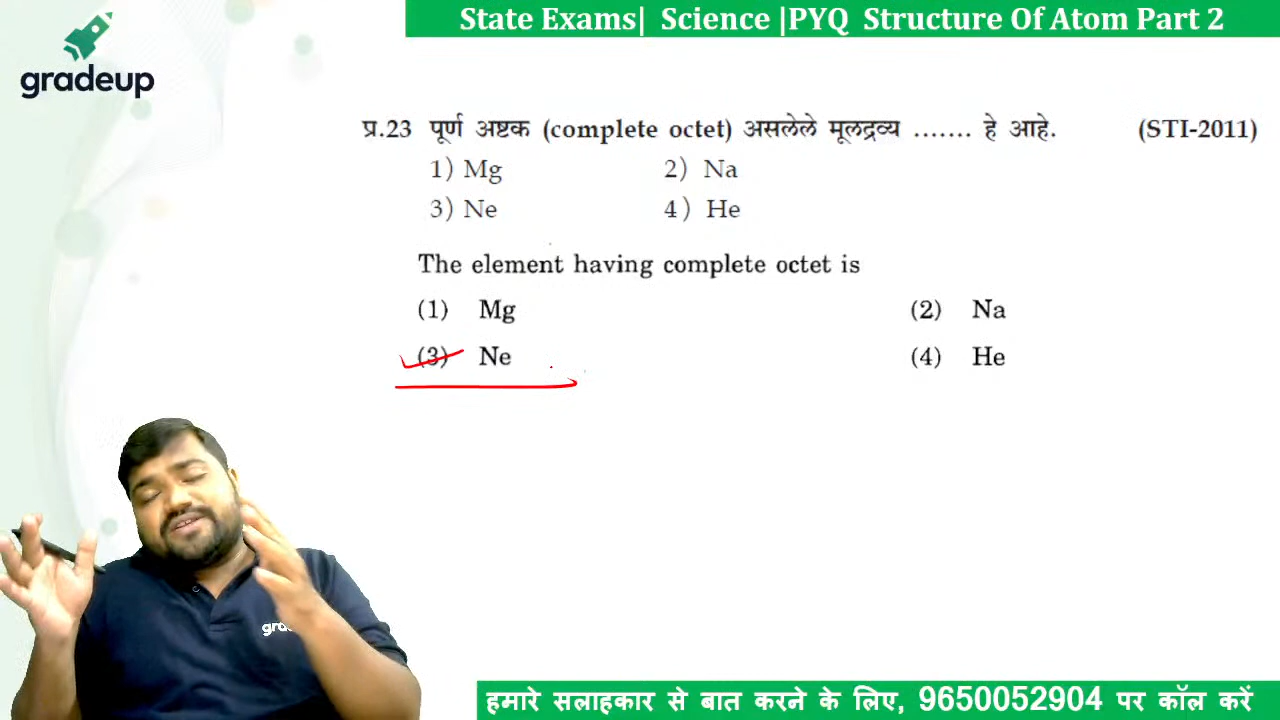 State Exams| Science |PYQ Structure Of Atom Part 2
gradeup
प्र.23 पूर्ण अष्टक (complete octet) असलेले मूलद्रव्य ....... हे आहे. (STI-2011)
1) Mg 2) Na
3) Ne 4) He
The element having complete octet is
(1) Mg (2) Na
(3) Ne (4) He
हमारे सलाहकार से बात करने के लिए, 9650052904 पर कॉल करें